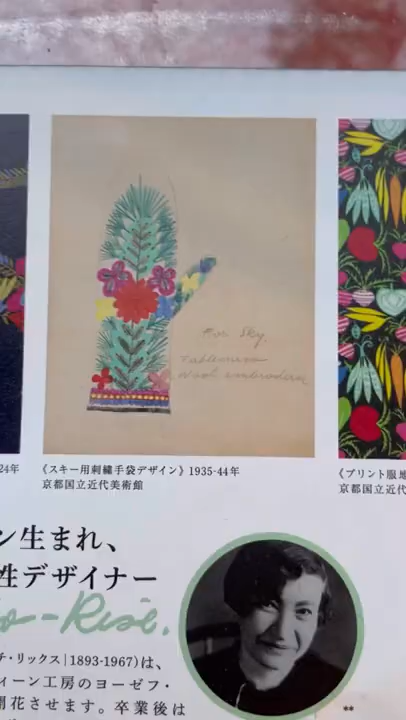 For Sky.
Wool embroidery
24年
《スキー用刺繍手袋デザイン》1935-44年
京都国立近代美術館
《プリント服地
京都国立近代
ン生まれ、
性デザイナー
o-Rix.
チ・リックス|1893-1967)は、
ィーン工房のヨーゼフ・
開花させます。卒業後は
**